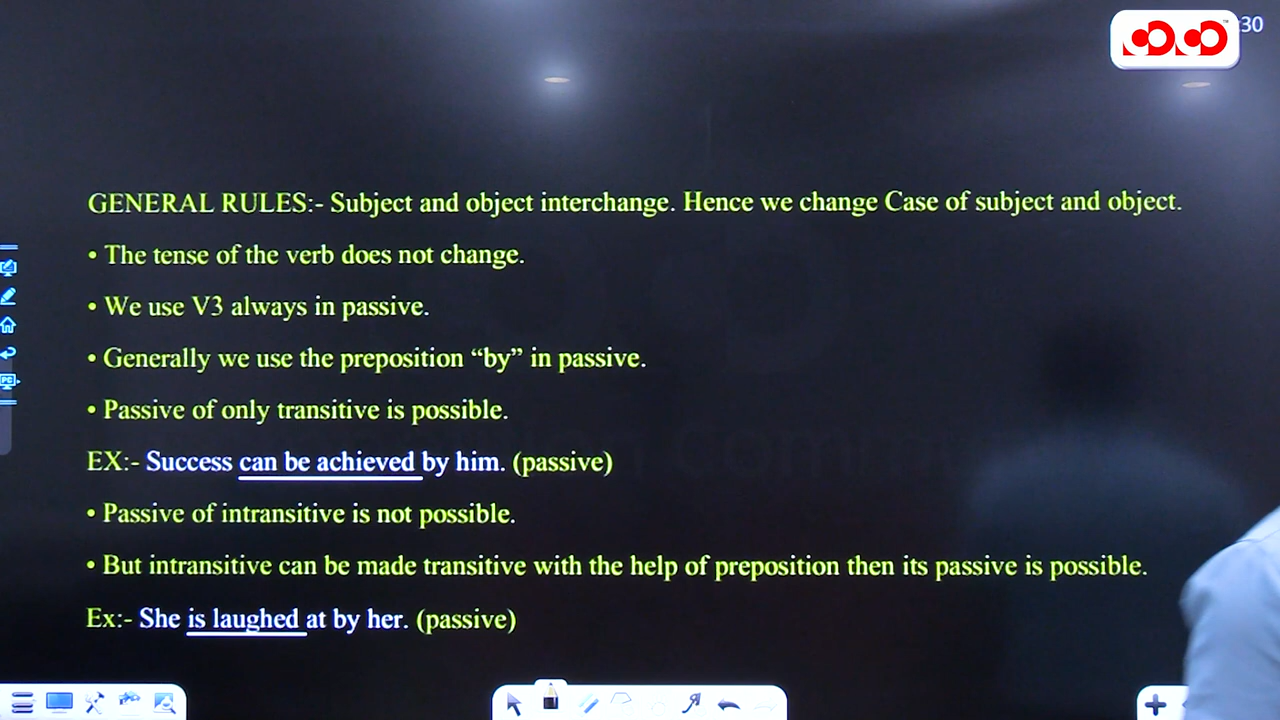 :30
GENERAL RULES:- Subject and object interchange. Hence we change Case of subject and object.
• The tense of the verb does not change.
• We use V3 always in passive.
• Generally we use the preposition “by” in passive.
• Passive of only transitive is possible.
EX:- Success can be achieved by him. (passive)
• Passive of intransitive is not possible.
• But intransitive can be made transitive with the help of preposition then its passive is possible.
Ex:- She is laughed at by her. (passive)
PC